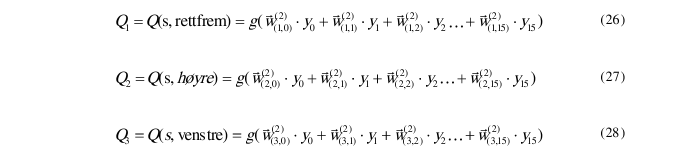 Q₁ = Q(s, rettfrem) = g( w⃗⁽²⁾₍₁,₀₎ · y₀ + w⃗⁽²⁾₍₁,₁₎ · y₁ + w⃗⁽²⁾₍₁,₂₎ · y₂ … + w⃗⁽²⁾₍₁,₁₅₎ · y₁₅ ) (26)
Q₂ = Q(s, høyre) = g( w⃗⁽²⁾₍₂,₀₎ · y₀ + w⃗⁽²⁾₍₂,₁₎ · y₁ + w⃗⁽²⁾₍₂,₂₎ · y₂ … + w⃗⁽²⁾₍₂,₁₅₎ · y₁₅ ) (27)
Q₃ = Q(s, venstre) = g( w⃗⁽²⁾₍₃,₀₎ · y₀ + w⃗⁽²⁾₍₃,₁₎ · y₁ + w⃗⁽²⁾₍₃,₂₎ · y₂ … + w⃗⁽²⁾₍₃,₁₅₎ · y₁₅ ) (28)